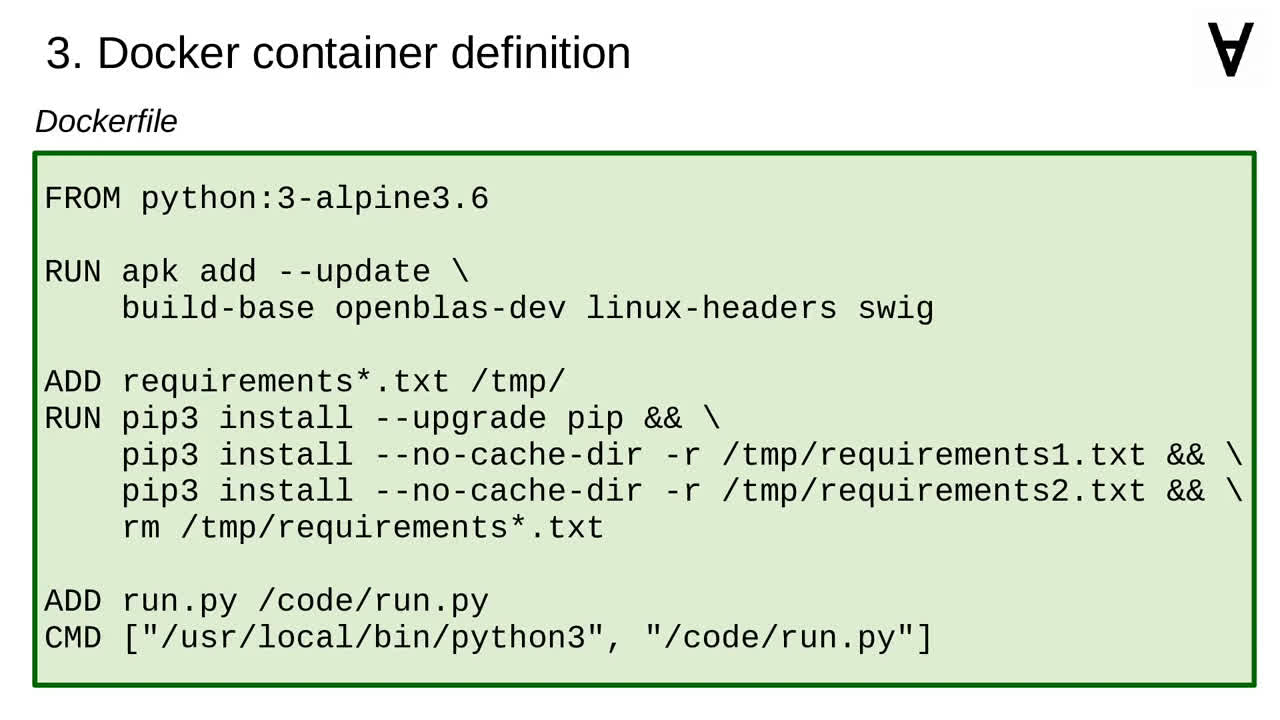 3. Docker container definition
Dockerfile
FROM python:3-alpine3.6
RUN apk add --update \
build-base openblas-dev linux-headers swig
ADD requirements*.txt /tmp/
RUN pip3 install --upgrade pip && \
pip3 install --no-cache-dir -r /tmp/requirements1.txt && \
pip3 install --no-cache-dir -r /tmp/requirements2.txt && \
rm /tmp/requirements*.txt
ADD run.py /code/run.py
CMD ["/usr/local/bin/python3", "/code/run.py"]